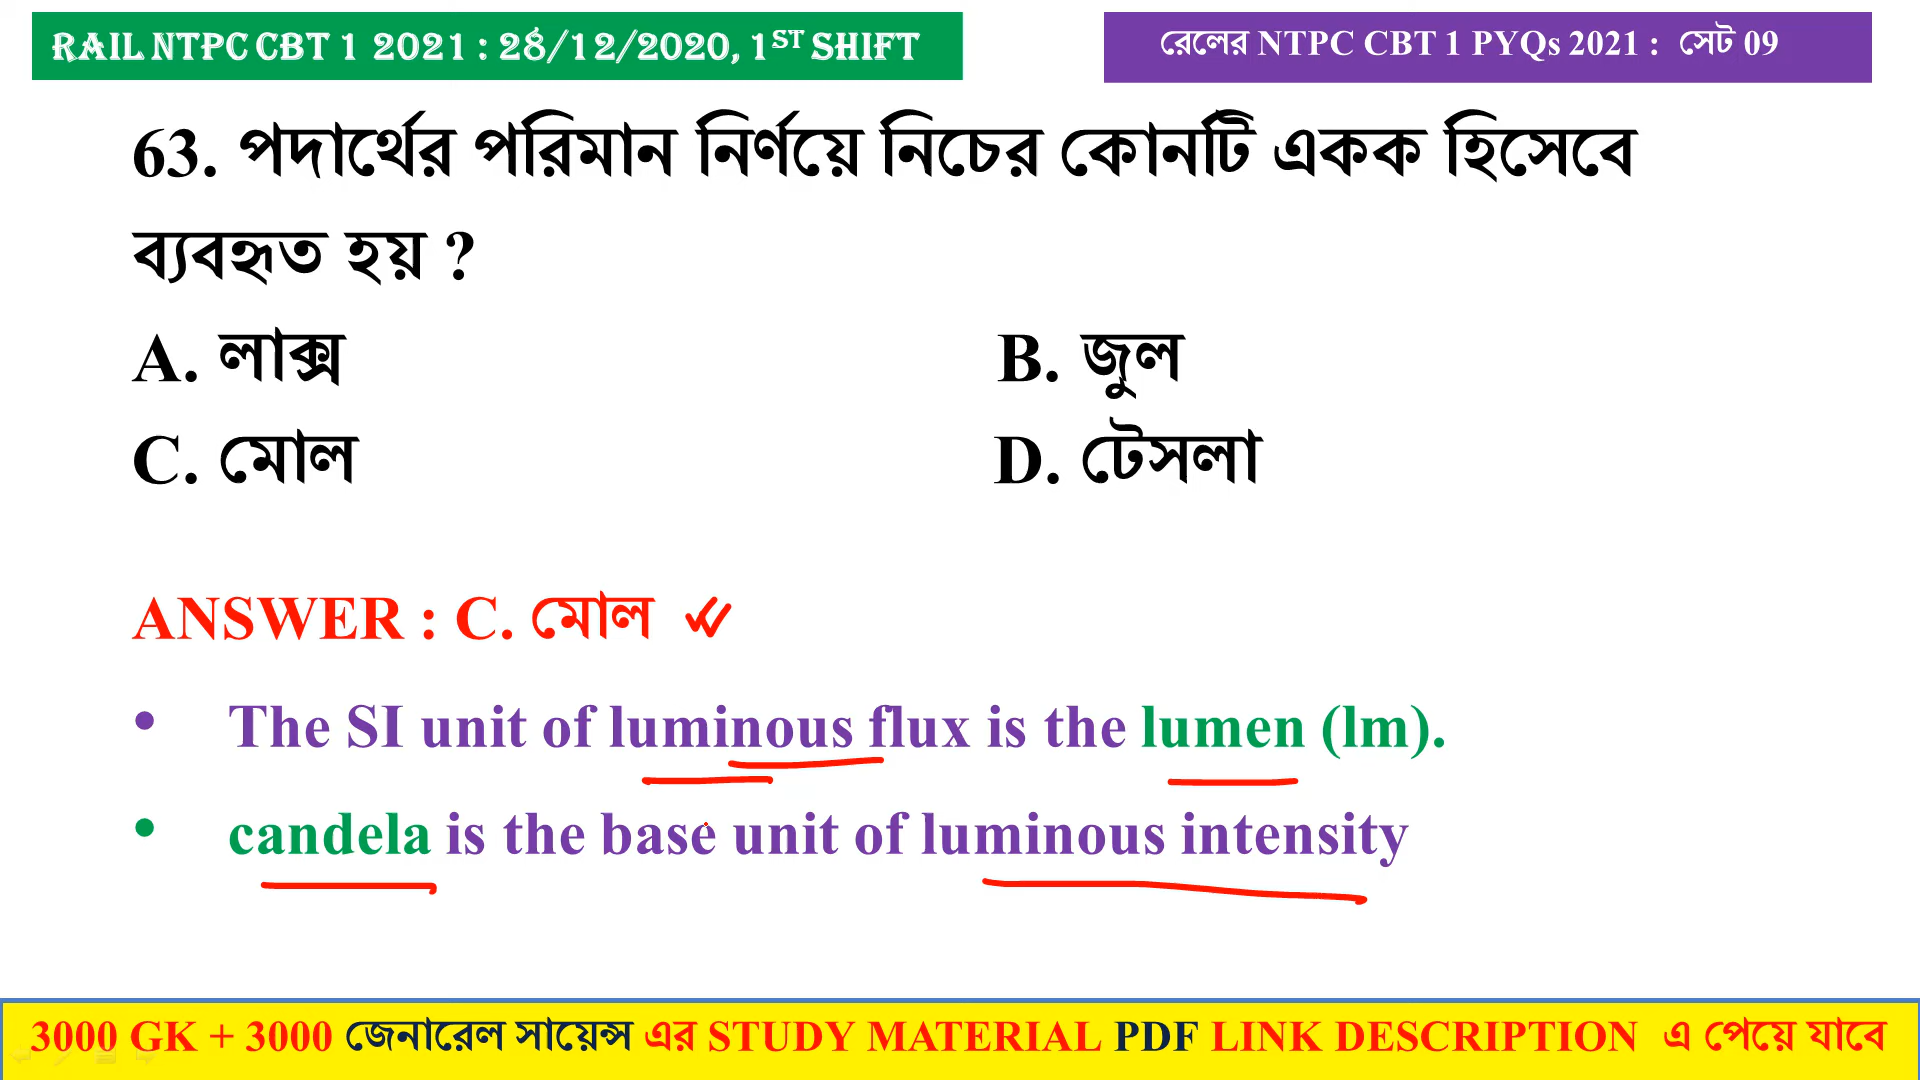 RAIL NTPC CBT 1 2021 : 28/12/2020, 1ST SHIFT
রেলের NTPC CBT 1 PYQs 2021 : সেট 09
63. পদার্থের পরিমান নির্ণয়ে নিচের কোনটি একক হিসেবে
ব্যবহৃত হয় ?
A. লাক্স
B. জুল
C. মোল
D. টেসলা
ANSWER : C. মোল
• The SI unit of luminous flux is the lumen (lm).
• candela is the base unit of luminous intensity
3000 GK + 3000 জেনারেল সায়েন্স এর STUDY MATERIAL PDF LINK DESCRIPTION এ পেয়ে যাবে